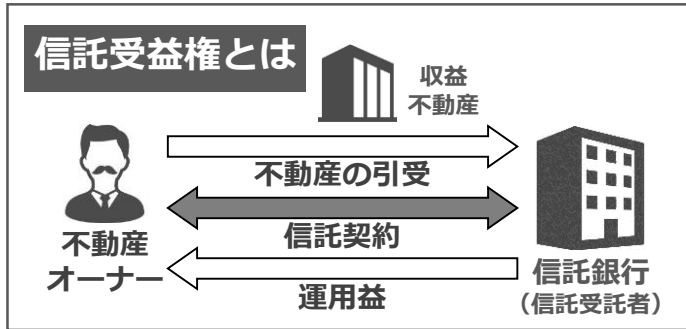 信託受益権とは
収益
不動産
不動産の引受
信託契約
運用益
不動産
オーナー
信託銀行
（信託受託者）